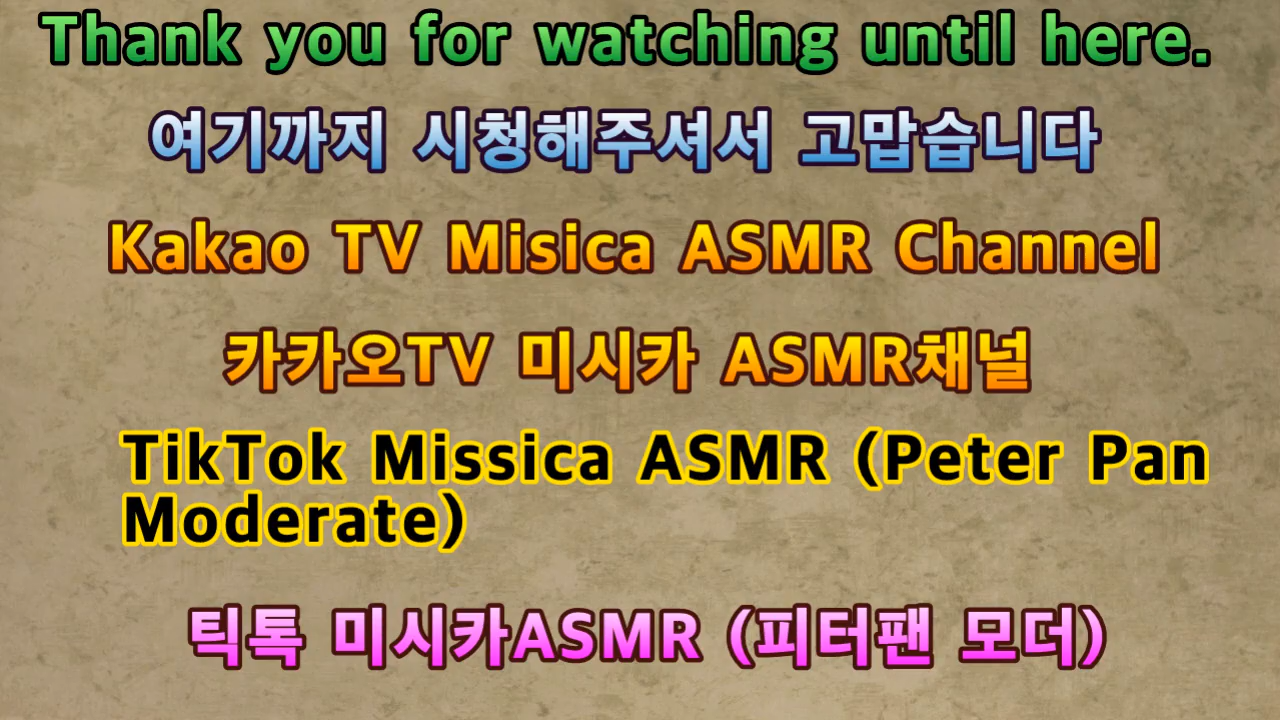 Thank you for watching until here.
여기까지 시청해주셔서 고맙습니다
Kakao TV Misica ASMR Channel
카카오TV 미시카 ASMR채널
TikTok Missica ASMR (Peter Pan
Moderate)
틱톡 미시카ASMR (피터팬 모더)